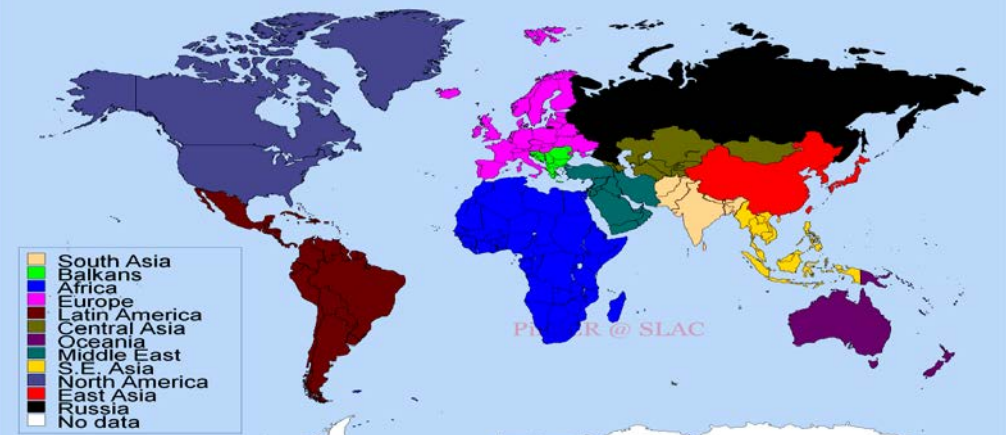 South Asia
Balkans
Africa
Europe
Latin America
Central Asia
Oceania
Middle East
S.E. Asia
North America
East Asia
Russia
No data
@ SLAC